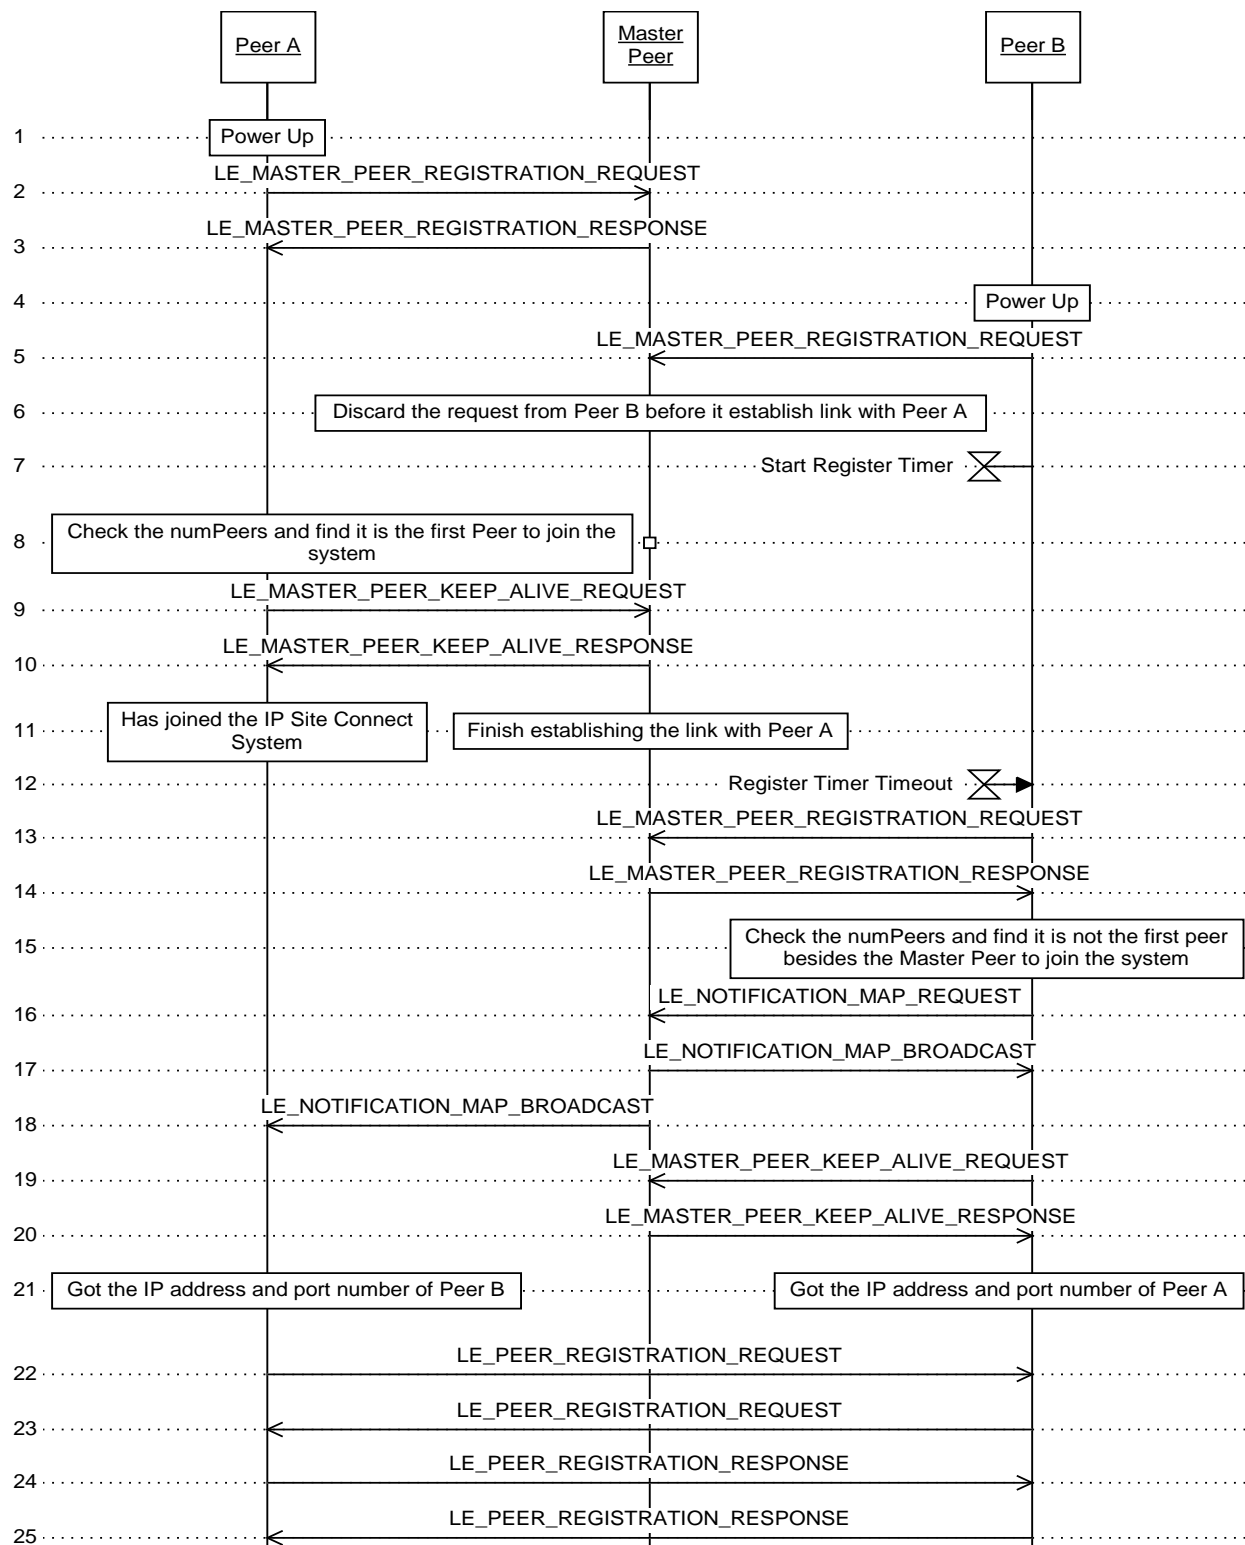 Peer A
Master
Peer
Peer B
1
Power Up
LE_MASTER_PEER_REGISTRATION_REQUEST
2
LE_MASTER_PEER_REGISTRATION_RESPONSE
3
4
Power Up
LE_MASTER_PEER_REGISTRATION_REQUEST
5
6
Discard the request from Peer B before it establish link with Peer A
7
Start Register Timer
8
Check the numPeers and find it is the first Peer to join the
system
LE_MASTER_PEER_KEEP_ALIVE_REQUEST
9
LE_MASTER_PEER_KEEP_ALIVE_RESPONSE
10
11
Has joined the IP Site Connect
System
Finish establishing the link with Peer A
12
Register Timer Timeout
LE_MASTER_PEER_REGISTRATION_REQUEST
13
LE_MASTER_PEER_REGISTRATION_RESPONSE
14
15
Check the numPeers and find it is not the first peer
besides the Master Peer to join the system
LE_NOTIFICATION_MAP_REQUEST
16
LE_NOTIFICATION_MAP_BROADCAST
17
LE_NOTIFICATION_MAP_BROADCAST
18
LE_MASTER_PEER_KEEP_ALIVE_REQUEST
19
LE_MASTER_PEER_KEEP_ALIVE_RESPONSE
20
21
Got the IP address and port number of Peer B
Got the IP address and port number of Peer A
LE_PEER_REGISTRATION_REQUEST
22
LE_PEER_REGISTRATION_REQUEST
23
LE_PEER_REGISTRATION_RESPONSE
24
LE_PEER_REGISTRATION_RESPONSE
25